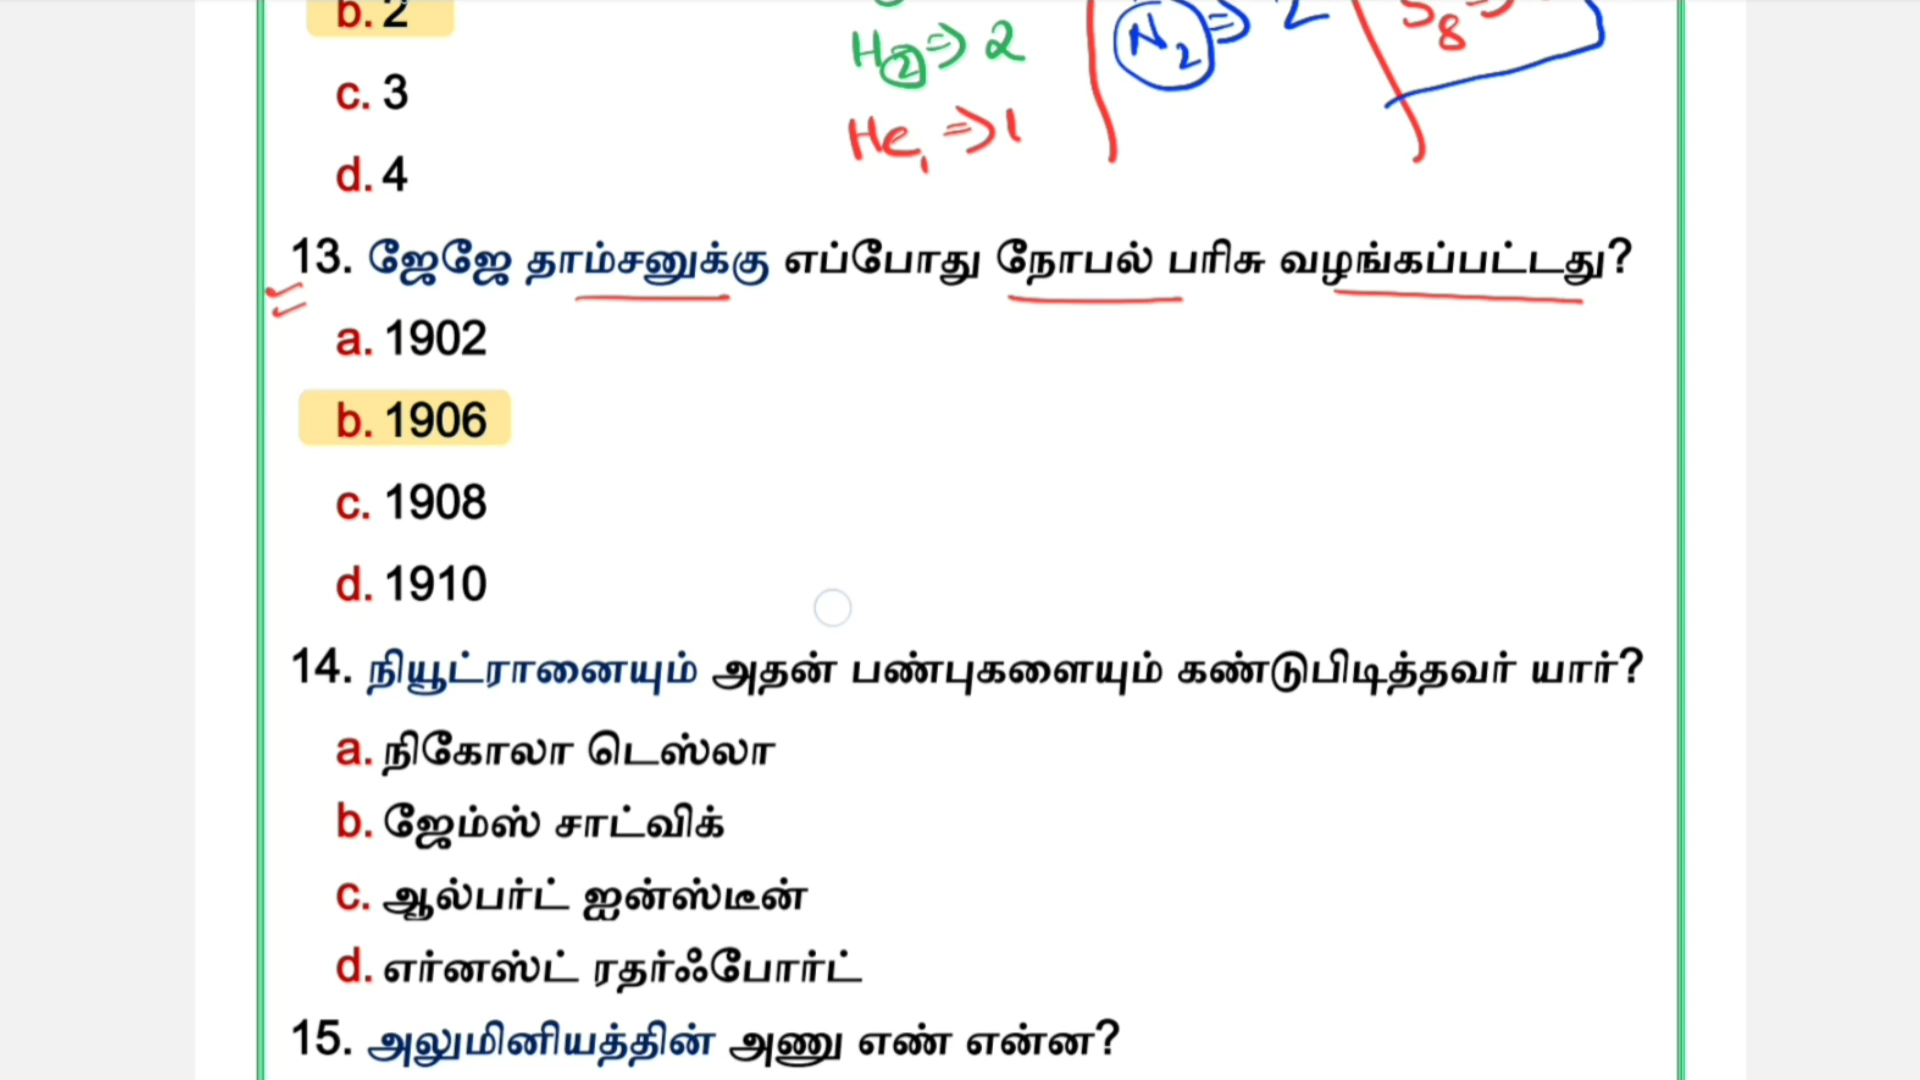 b. 2
H2 => 2
N2 => 2
S8 =>
c. 3
He1 => 1
d. 4
13. ஜேஜே தாம்சனுக்கு எப்போது நோபல் பரிசு வழங்கப்பட்டது?
a. 1902
b. 1906
c. 1908
d. 1910
14. நியூட்ரானையும் அதன் பண்புகளையும் கண்டுபிடித்தவர் யார்?
a. நிகோலா டெஸ்லா
b. ஜேம்ஸ் சாட்விக்
c. ஆல்பர்ட் ஐன்ஸ்டீன்
d. எர்னஸ்ட் ரதர்ஃபோர்ட்
15. அலுமினியத்தின் அணு எண் என்ன?